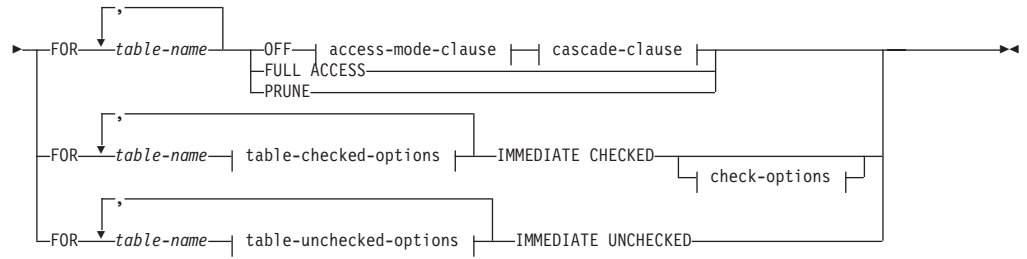 ,
FOR table-name OFF access-mode-clause cascade-clause
FULL ACCESS
PRUNE
,
FOR table-name table-checked-options IMMEDIATE CHECKED
check-options
,
FOR table-name table-unchecked-options IMMEDIATE UNCHECKED